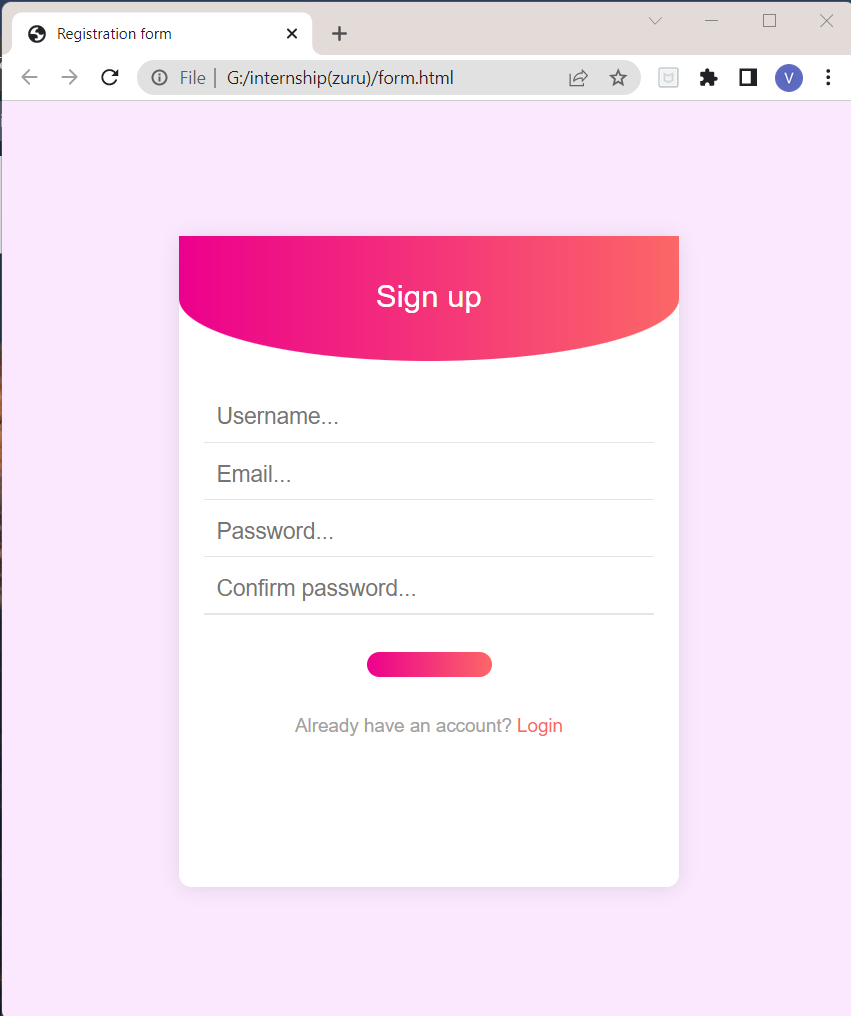 Registration form
File | G:/internship(zuru)/form.html
V
Sign up
Username...
Email...
Password...
Confirm password...
Already have an account? Login